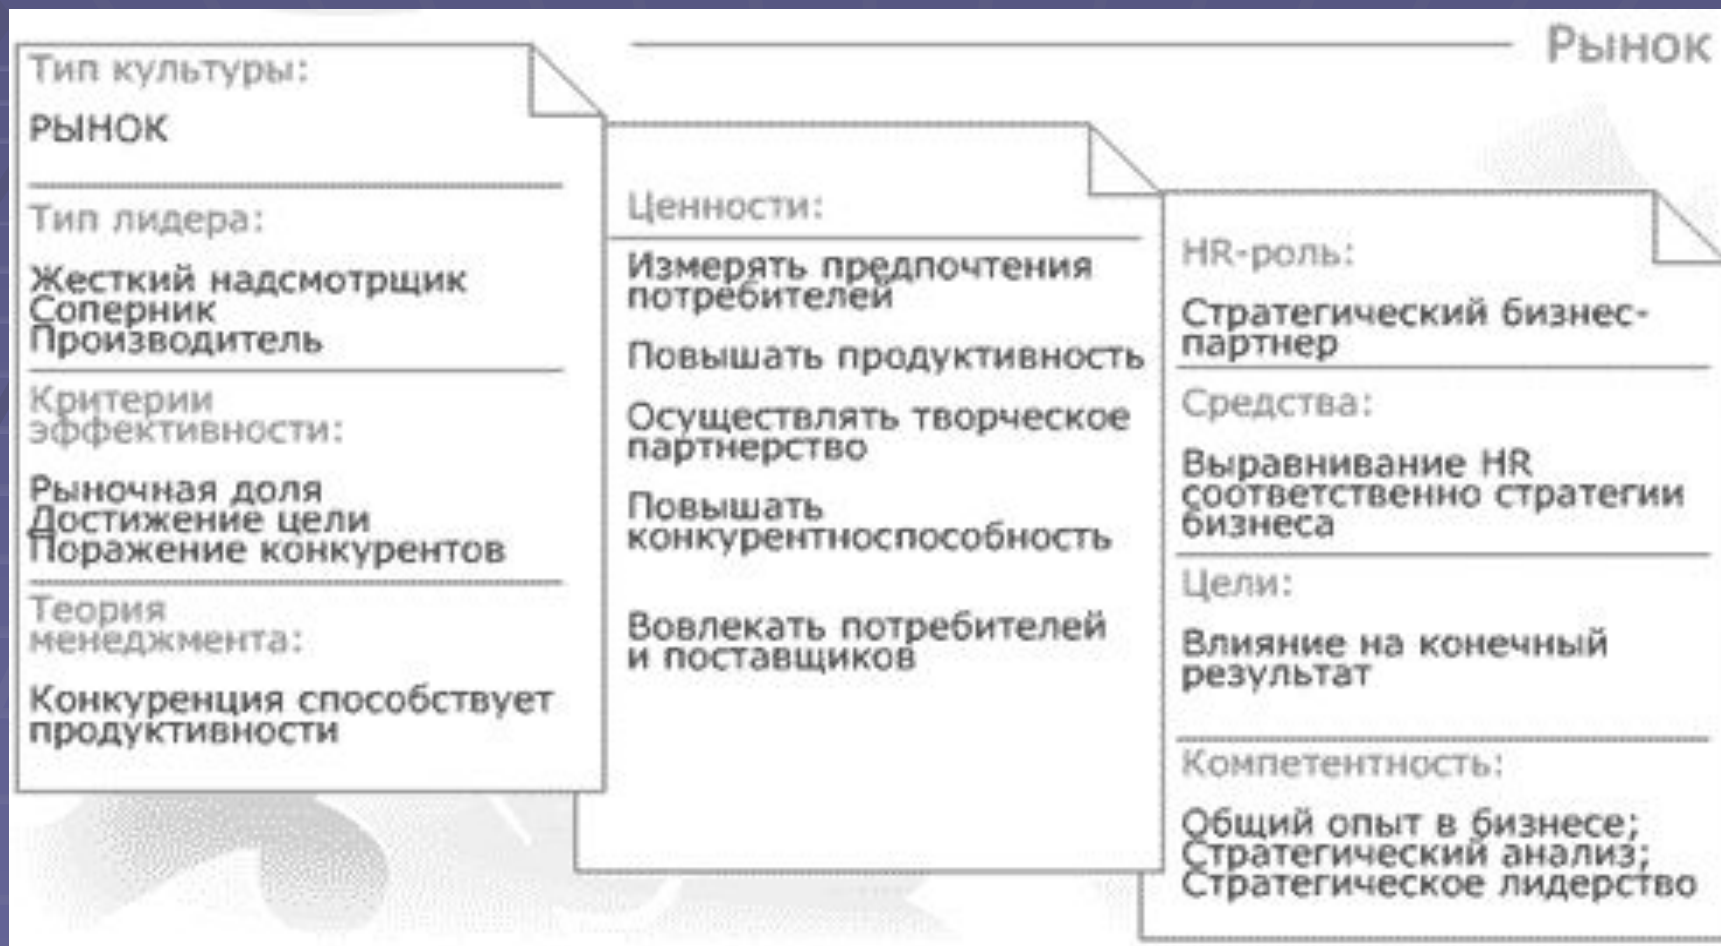 Рынок
Тип культуры:
РЫНОК
Тип лидера:
Жесткий надсмотрщик
Соперник
Производитель
Критерии
эффективности:
Рыночная доля
Достижение цели
Поражение конкурентов
Теория
менеджмента:
Конкуренция способствует
продуктивности
Ценности:
Измерять предпочтения
потребителей
Повышать продуктивность
Осуществлять творческое
партнерство
Повышать
конкурентноспособность
Вовлекать потребителей
и поставщиков
HR-роль:
Стратегический бизнес-
партнер
Средства:
Выравнивание HR
соответственно стратегии
бизнеса
Цели:
Влияние на конечный
результат
Компетентность:
Общий опыт в бизнесе;
Стратегический анализ;
Стратегическое лидерство